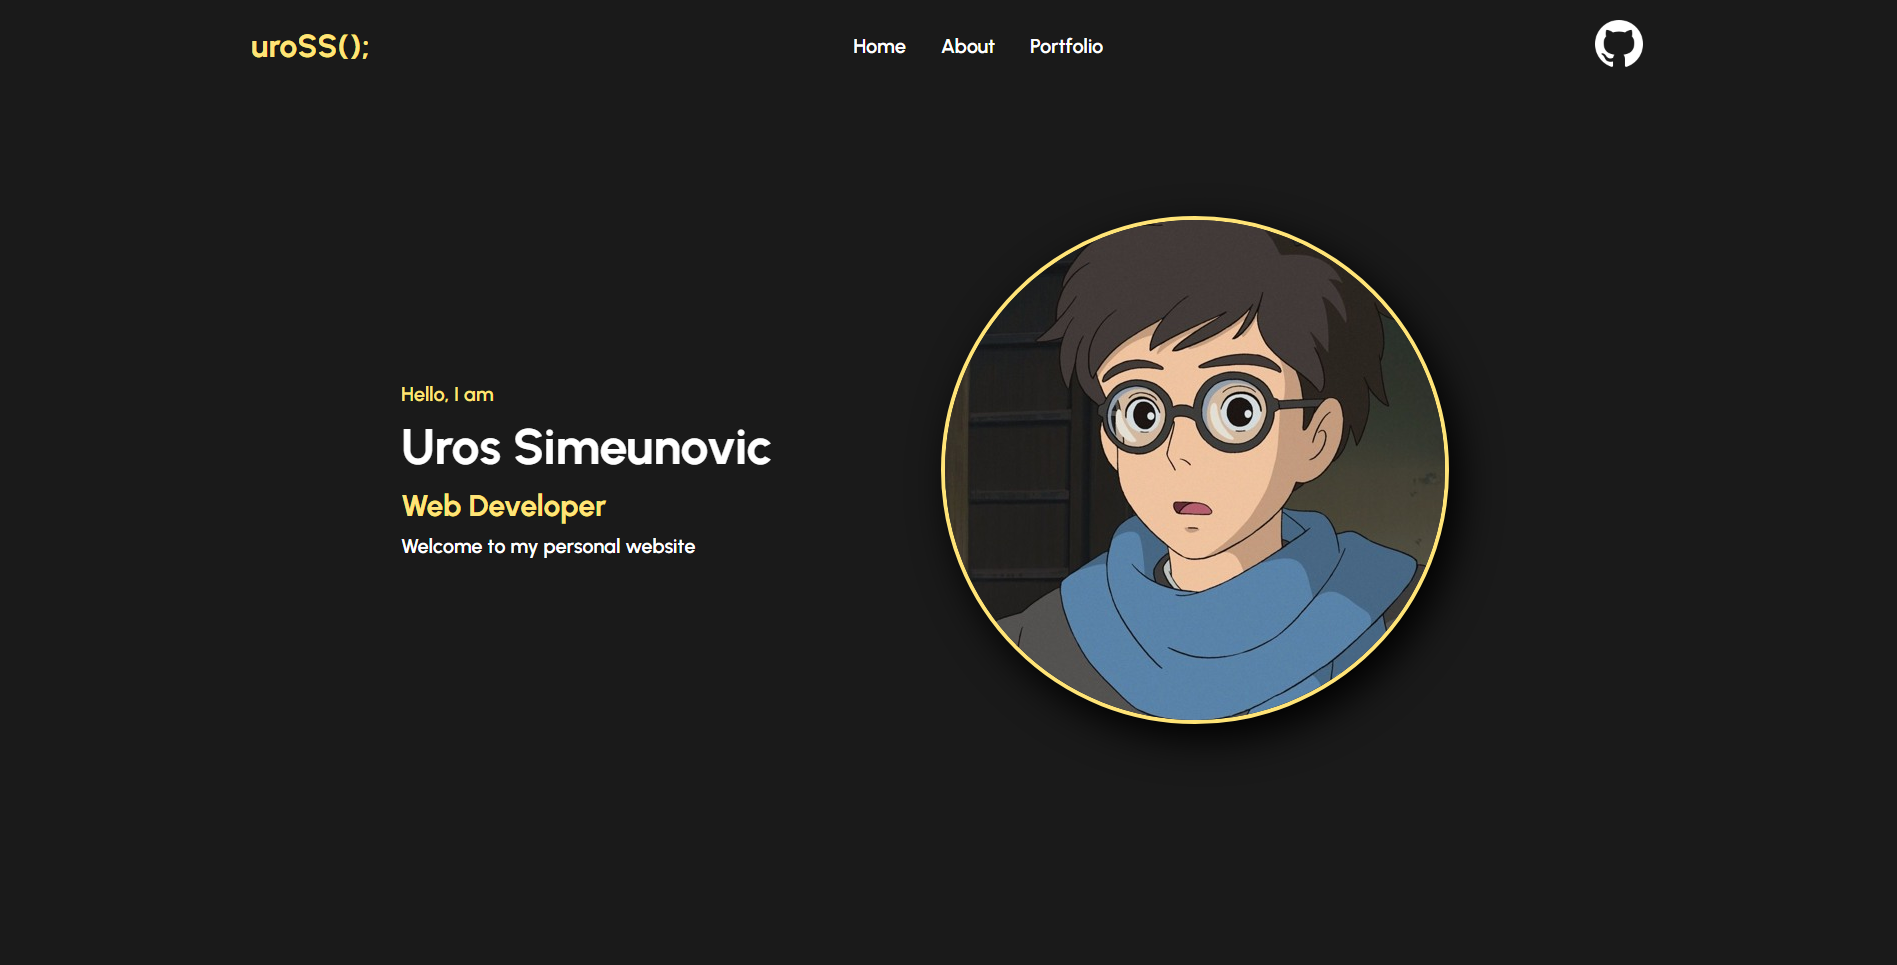 uroSS();
Home About Portfolio
Hello, I am
Uros Simeunovic
Web Developer
Welcome to my personal website